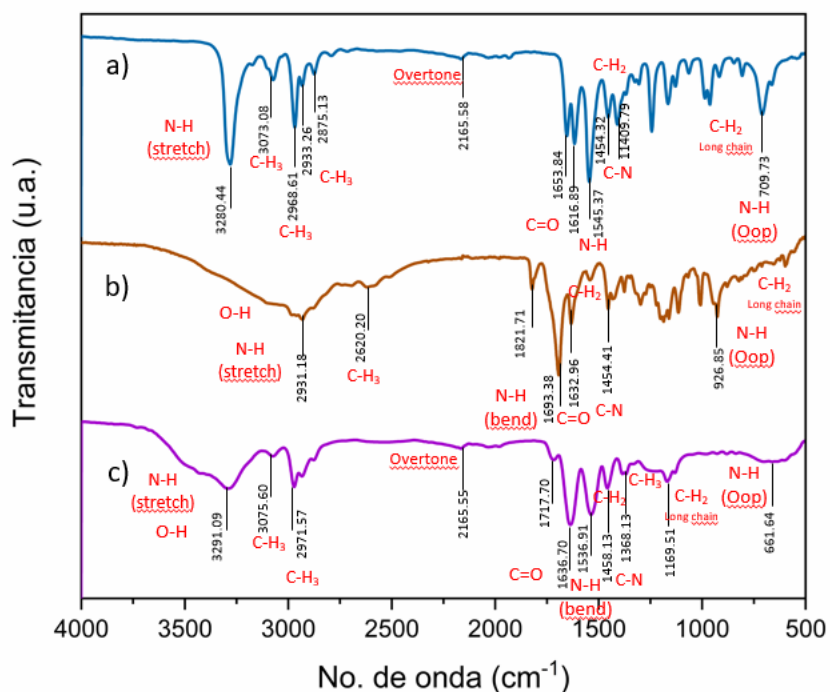 a)
Overtone
C-H2
N-H
(stretch)
3073.08
2933.26
2875.13
2165.58
1454.32
11409.79
C-H2
Long chain
C-H3
C-H3
3280.44
2968.61
1653.84
C-N
709.73
C-H3
C=O
1616.89
1545.37
N-H
N-H
(Oop)
b)
O-H
C-H2
C-H2
Long chain
N-H
(stretch)
2931.18
2620.20
C-H3
1821.71
N-H
(bend)
1693.38
1632.96
C=O
1454.41
C-N
926.85
N-H
(Oop)
c)
N-H
(stretch)
O-H
3291.09
3075.60
C-H3
2971.57
C-H3
Overtone
2165.55
1717.70
C-H2
C-H3
C-H2
Long chain
N-H
(Oop)
C=O
1636.70
1536.91
N-H
(bend)
1458.13
1368.13
C-N
1169.51
661.64
4000 3500 3000 2500 2000 1500 1000 500
No. de onda (cm-1)
Transmitancia (u.a.)